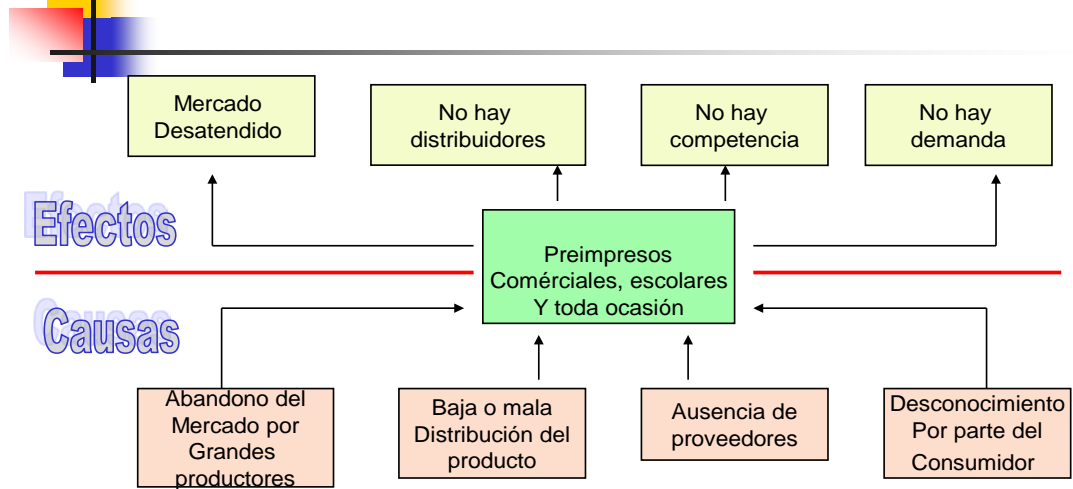 Mercado
Desatendido
No hay
distribuidores
No hay
competencia
No hay
demanda
Efectos
Preimpresos
Comérciales, escolares
Y toda ocasión
Causas
Abandono del
Mercado por
Grandes
productores
Baja o mala
Distribución del
producto
Ausencia de
proveedores
Desconocimiento
Por parte del
Consumidor